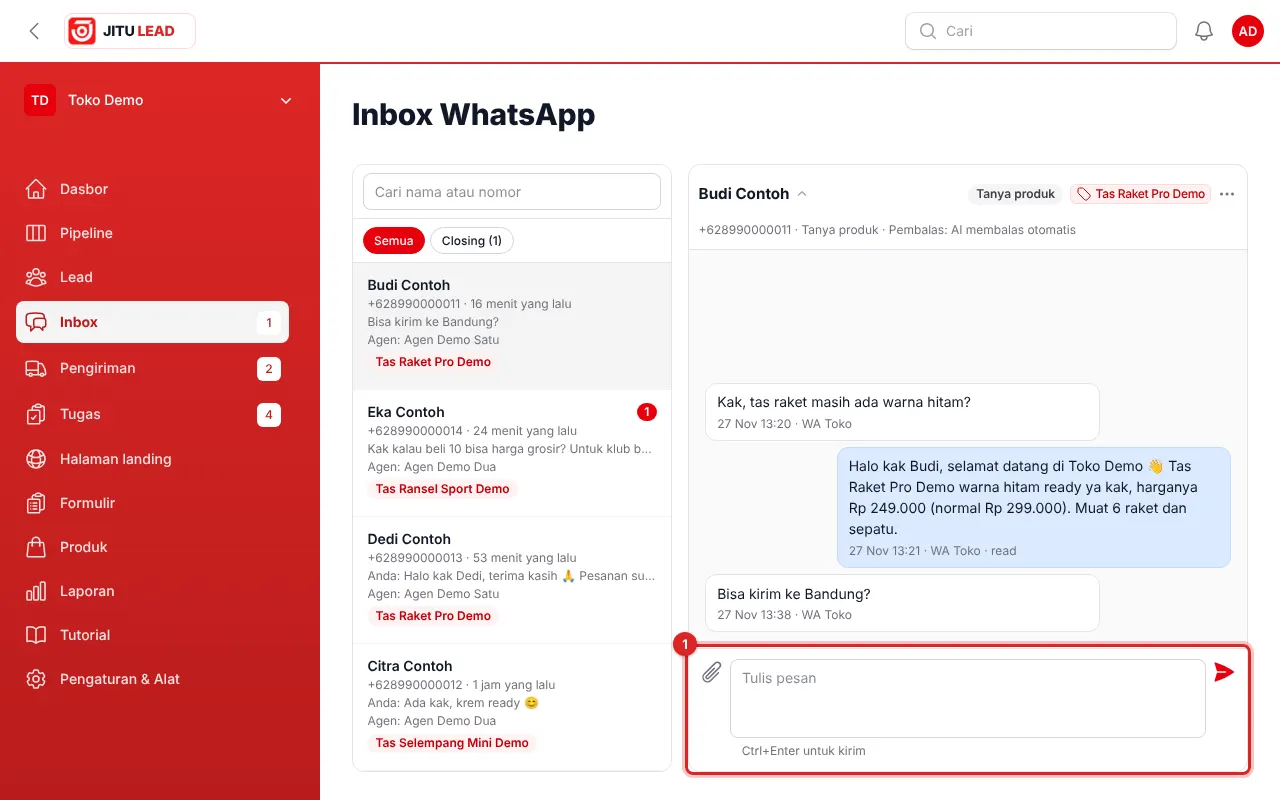 JITU LEAD
Cari
AD
TD
Toko Demo
Dasbor
Pipeline
Lead
Inbox
1
Pengiriman
2
Tugas
4
Halaman landing
Formulir
Produk
Laporan
Tutorial
Pengaturan & Alat
Inbox WhatsApp
Cari nama atau nomor
Semua
Closing (1)
Budi Contoh
+628990000011 · 16 menit yang lalu
Bisa kirim ke Bandung?
Agen: Agen Demo Satu
Tas Raket Pro Demo
Eka Contoh
1
+628990000014 · 24 menit yang lalu
Kak kalau beli 10 bisa harga grosir? Untuk klub b...
Agen: Agen Demo Dua
Tas Ransel Sport Demo
Dedi Contoh
+628990000013 · 53 menit yang lalu
Anda: Halo kak Dedi, terima kasih 🙏 Pesanan su...
Agen: Agen Demo Satu
Tas Raket Pro Demo
Citra Contoh
+628990000012 · 1 jam yang lalu
Anda: Ada kak, krem ready 😊
Agen: Agen Demo Dua
Tas Selempang Mini Demo
Budi Contoh
Tanya produk
Tas Raket Pro Demo
+628990000011 · Tanya produk · Pembalas: AI membalas otomatis
Kak, tas raket masih ada warna hitam?
27 Nov 13:20 · WA Toko
Halo kak Budi, selamat datang di Toko Demo 👋 Tas
Raket Pro Demo warna hitam ready ya kak, harganya
Rp 249.000 (normal Rp 299.000). Muat 6 raket dan
sepatu.
27 Nov 13:21 · WA Toko · read
Bisa kirim ke Bandung?
27 Nov 13:38 · WA Toko
1
Tulis pesan
Ctrl+Enter untuk kirim